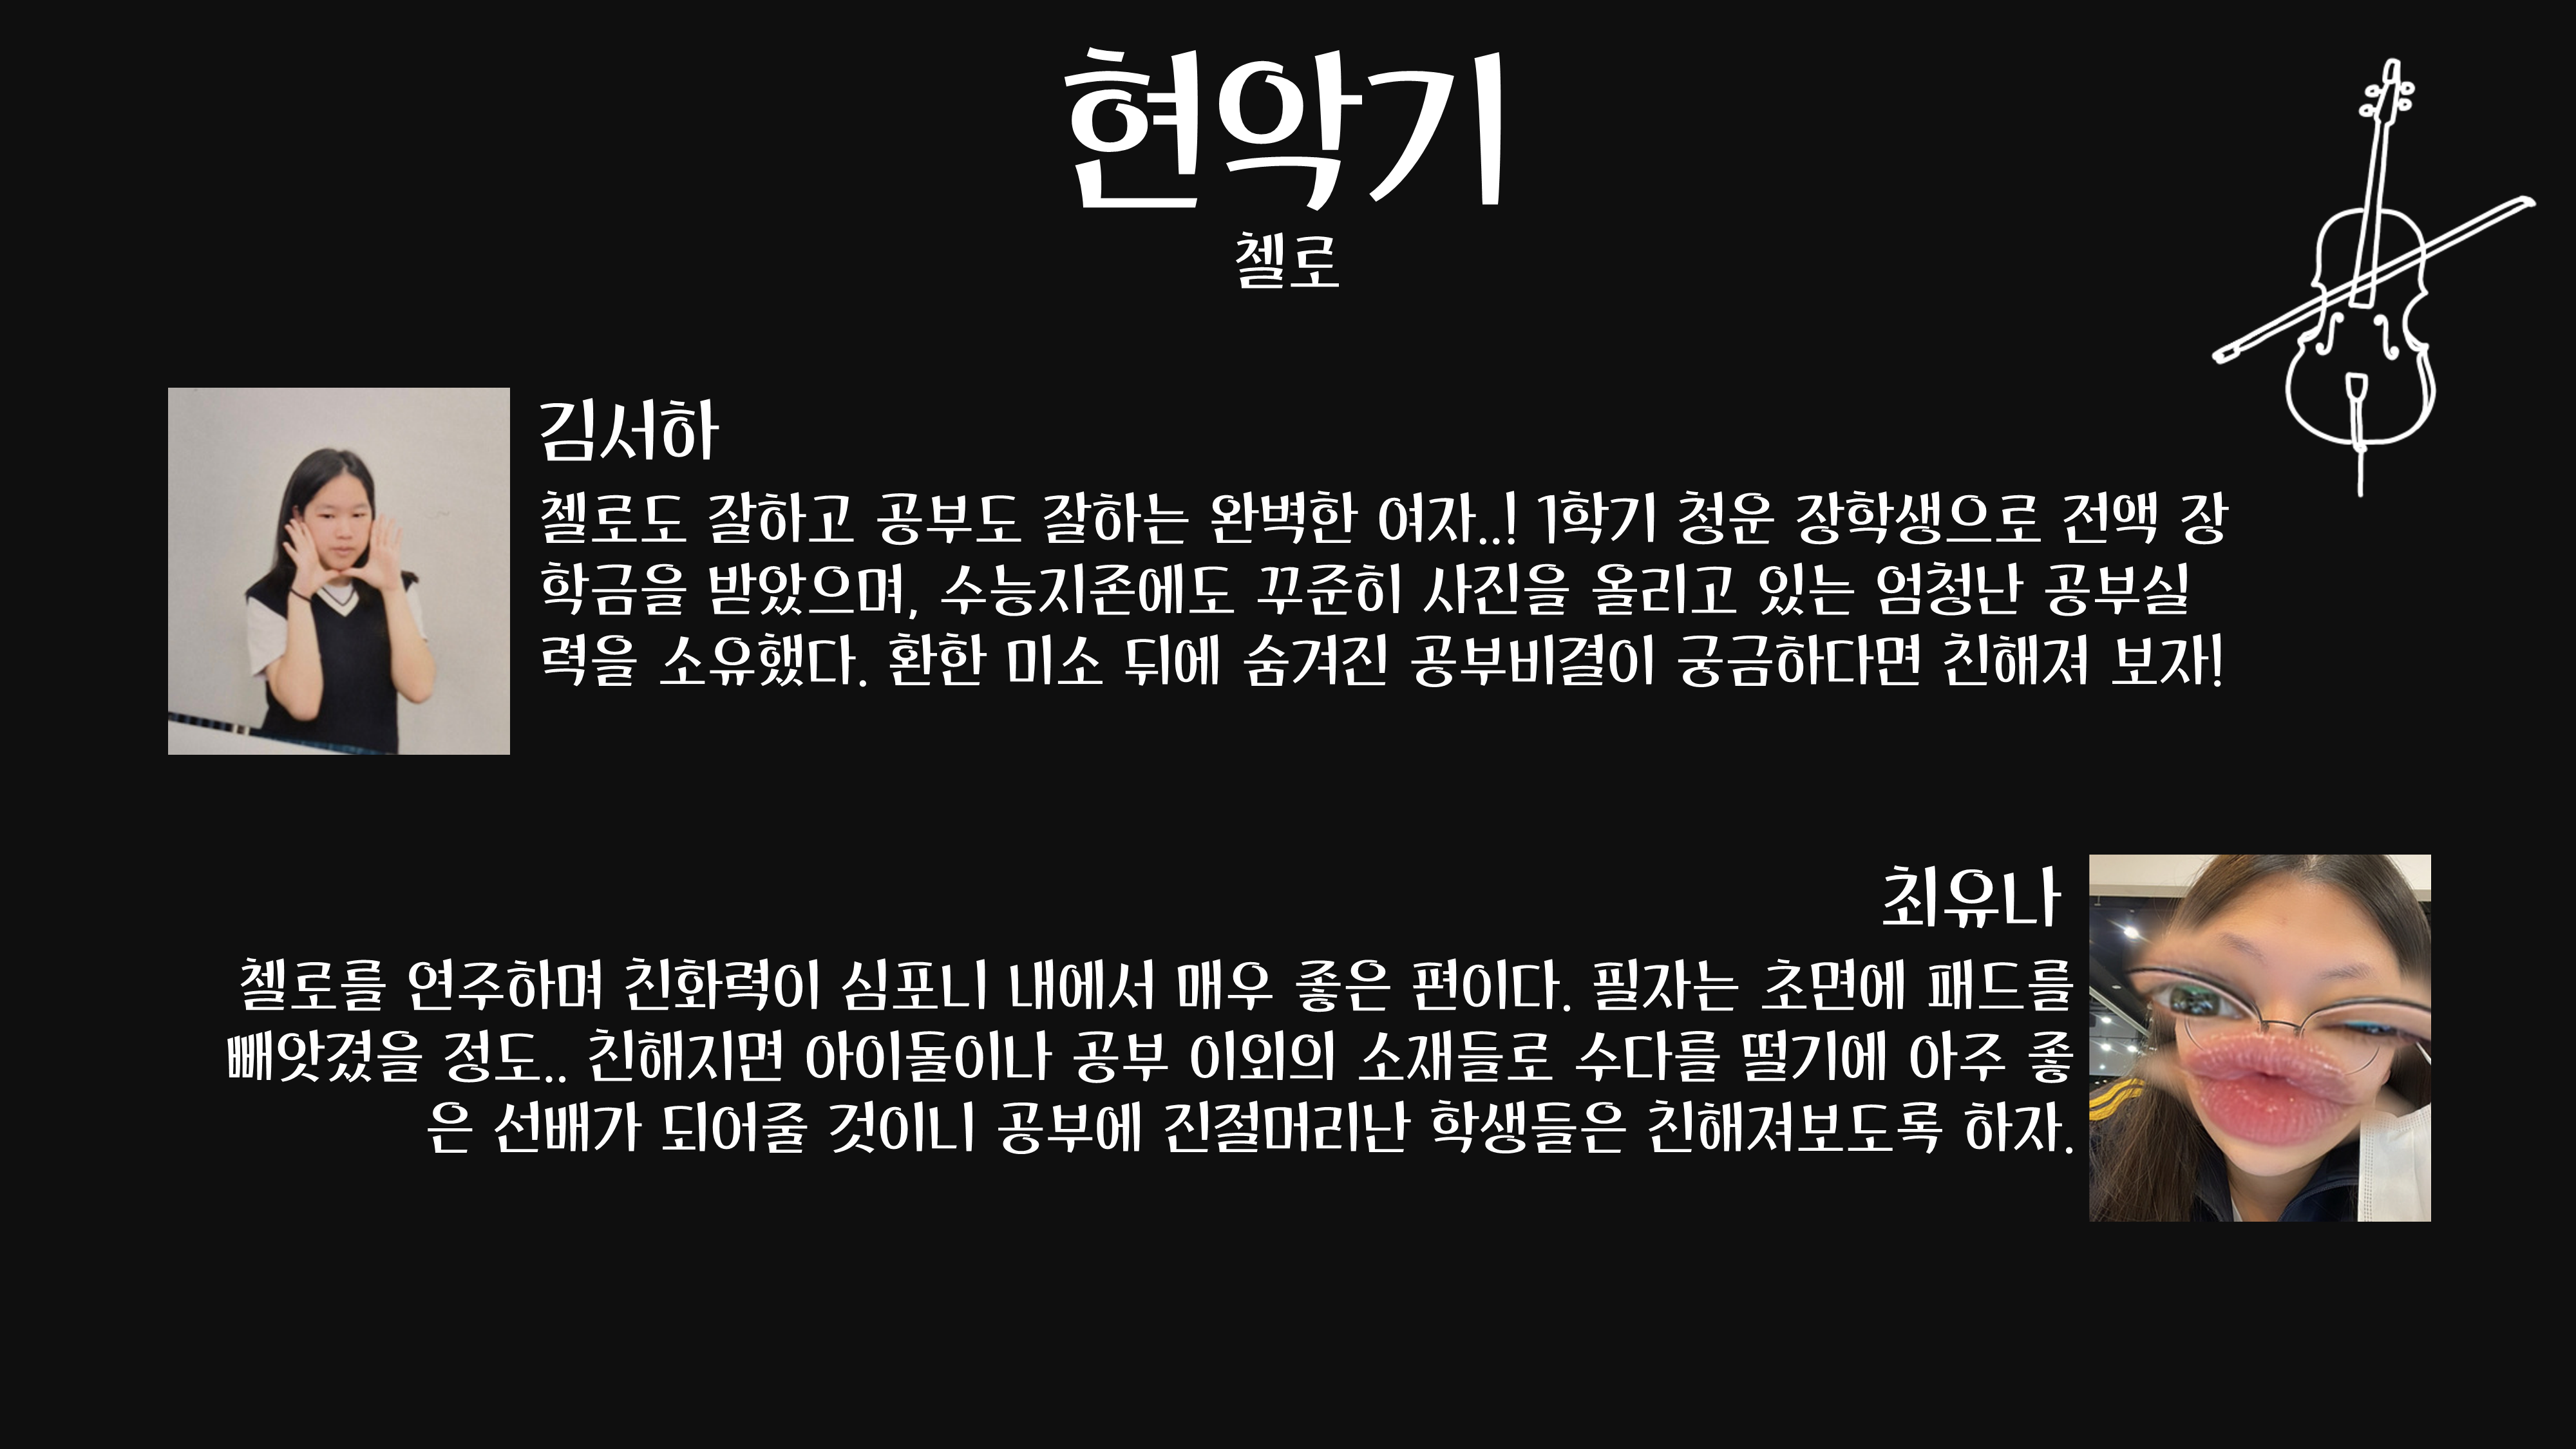 현악기
첼로
김서하
첼로도 잘하고 공부도 잘하는 완벽한 여자..! 1학기 청운 장학생으로 전액 장
학금을 받았으며, 수능지존에도 꾸준히 사진을 올리고 있는 엄청난 공부실
력을 소유했다. 환한 미소 뒤에 숨겨진 공부비결이 궁금하다면 친해져 보자!
최유나
첼로를 연주하며 친화력이 심포니 내에서 매우 좋은 편이다. 필자는 초면에 패드를
빼앗겼을 정도.. 친해지면 아이돌이나 공부 이외의 소재들로 수다를 떨기에 아주 좋
은 선배가 되어줄 것이니 공부에 진절머리난 학생들은 친해져보도록 하자.